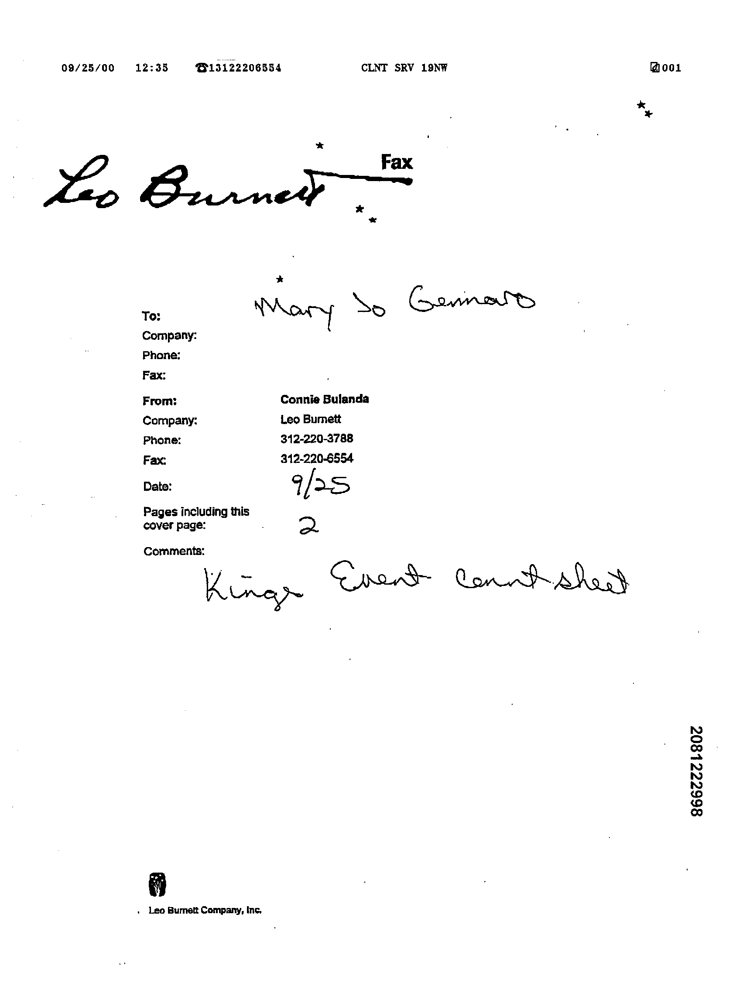 09/25/00 12:35 ☎13122206554 CLNT SRV 19NW 001
Fax
Leo Burnett
To: Mary Jo Gennaro
Company:
Phone:
Fax:
From: Connie Bulanda
Company: Leo Burnett
Phone: 312-220-3788
Fax: 312-220-6554
Date: 9/25
Pages including this
cover page: 2
Comments:
Kings Event count sheet
2081222998
Leo Burnett Company, Inc.